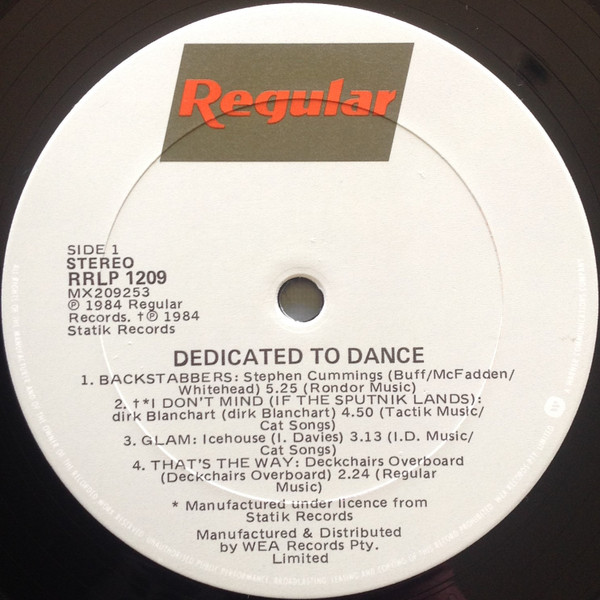 Regular
SIDE 1
STEREO
RRLP 1209
MX209253
℗ 1984 Regular
Records. †℗ 1984
Statik Records
DEDICATED TO DANCE
1. BACKSTABBERS: Stephen Cummings (Buff/McFadden/
Whitehead) 5.25 (Rondor Music)
2. †*I DON'T MIND (IF THE SPUTNIK LANDS):
dirk Blanchart (dirk Blanchart) 4.50 (Tactik Music/
Cat Songs)
3. GLAM: Icehouse (I. Davies) 3.13 (I.D. Music/
Cat Songs)
4. THAT'S THE WAY: Deckchairs Overboard
(Deckchairs Overboard) 2.24 (Regular
Music)
* Manufactured under licence from
Statik Records
Manufactured & Distributed
by WEA Records Pty.
Limited